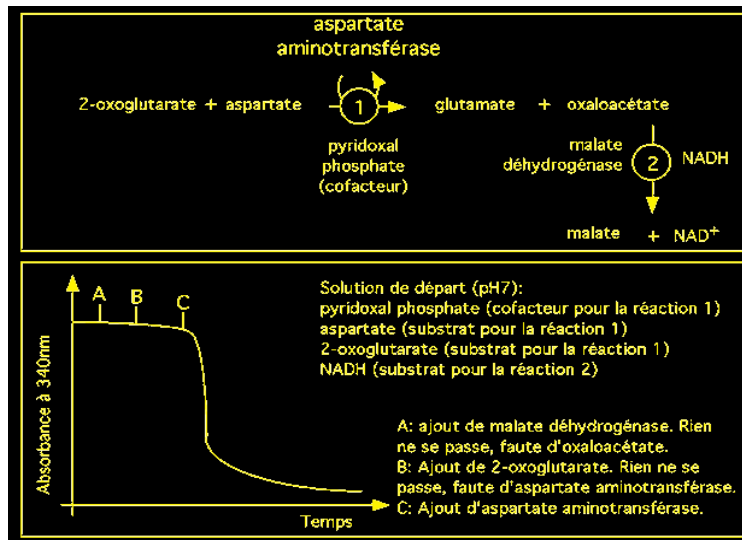 aspartate
aminotransférase
2-oxoglutarate + aspartate 1 glutamate + oxaloacétate
pyridoxal
phosphate
(cofacteur)
malate
déhydrogénase 2 NADH
malate + NAD+
A B C
Absorbance à 340nm
Temps
Solution de départ (pH7):
pyridoxal phosphate (cofacteur pour la réaction 1)
aspartate (substrat pour la réaction 1)
2-oxoglutarate (substrat pour la réaction 1)
NADH (substrat pour la réaction 2)
A: ajout de malate déhydrogénase. Rien
ne se passe, faute d'oxaloacétate.
B: Ajout de 2-oxoglutarate. Rien ne se
passe, faute d'aspartate aminotransférase.
C: Ajout d'aspartate aminotransférase.